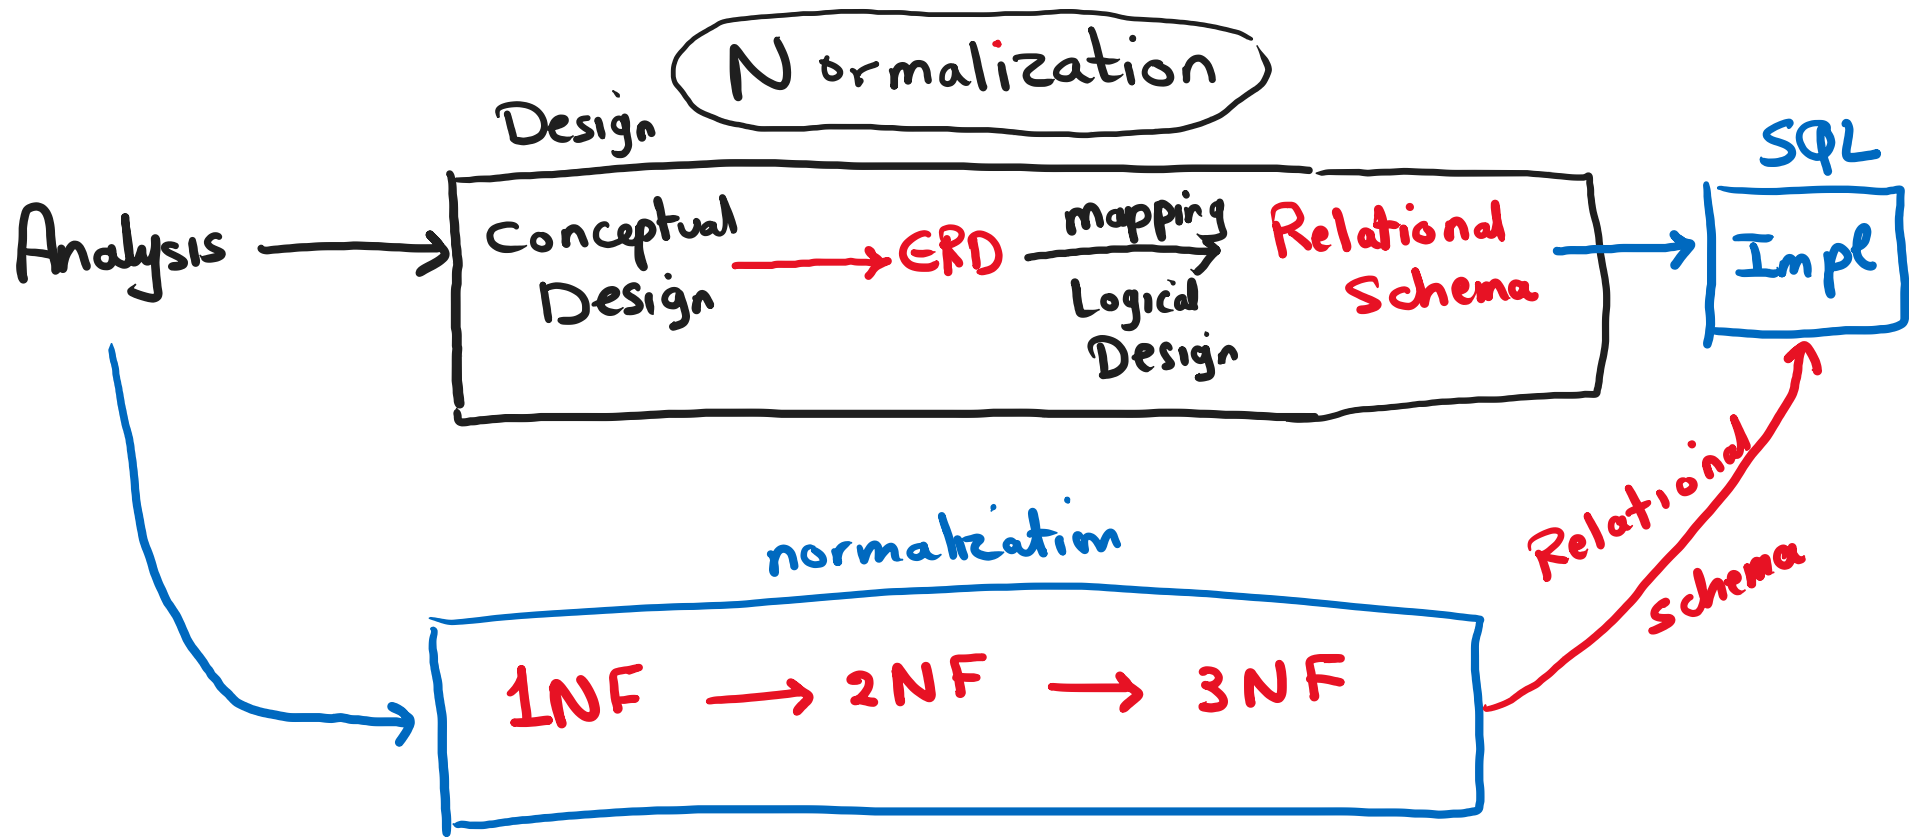 Normalization
Design
SQL
Analysis
Conceptual
Design
ERD
mapping
Logical
Design
Relational
Schema
Impl
normalization
1NF
2NF
3NF
Relational
schema